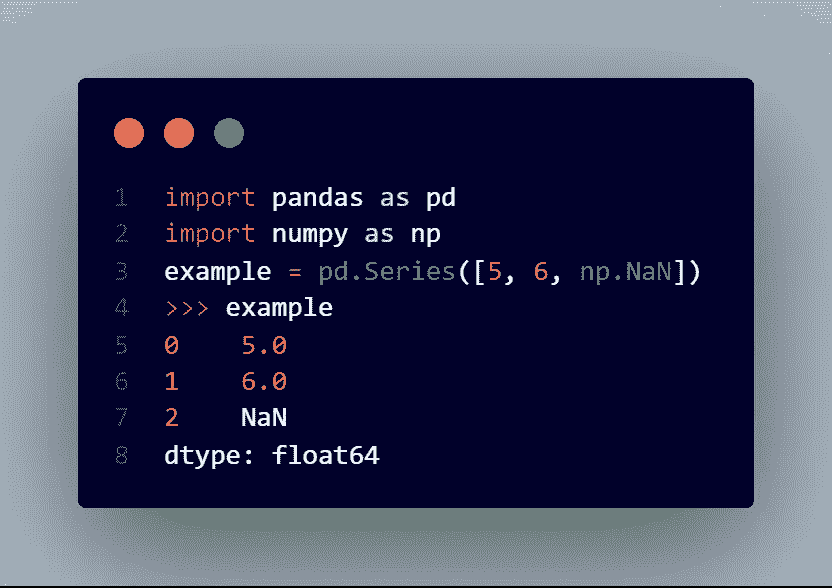 1 import pandas as pd
2 import numpy as np
3 example = pd.Series([5, 6, np.NaN])
4 >>> example
5 0    5.0
6 1    6.0
7 2    NaN
8 dtype: float64